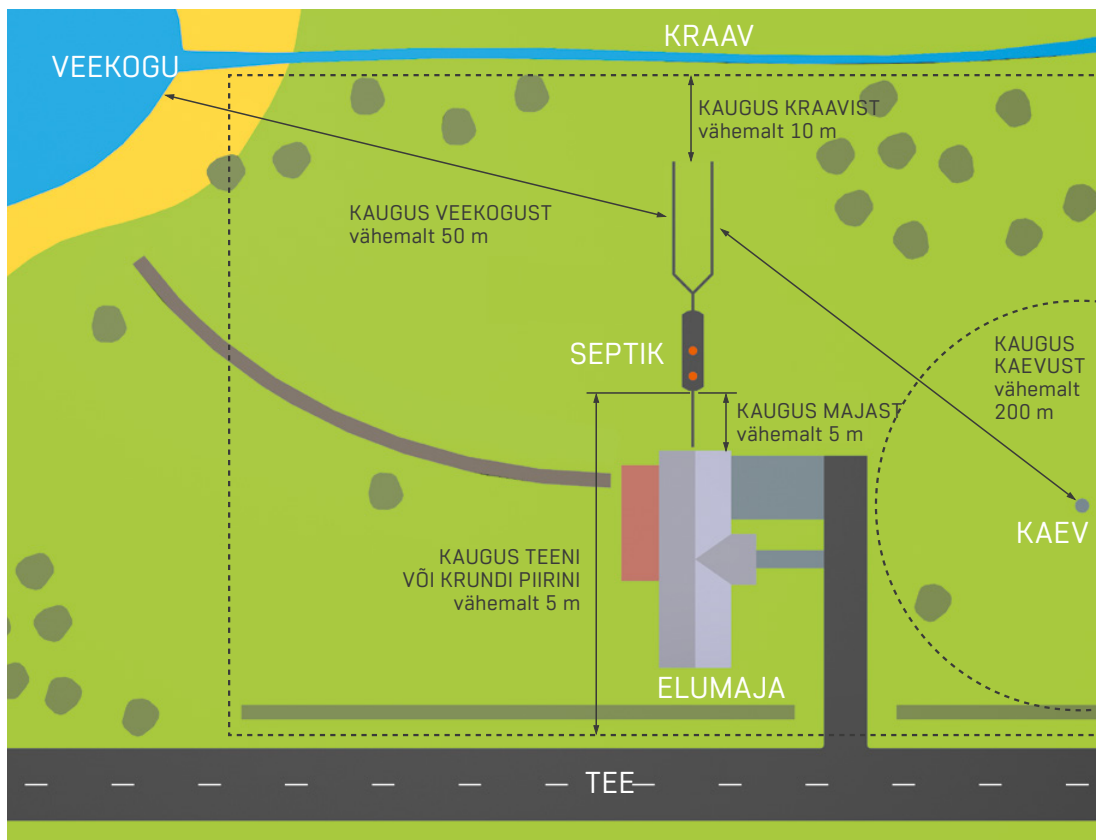 KRAAV
VEEKOGU
KAUGUS KRAAVIST
vähemalt 10 m
KAUGUS VEEKOGUST
vähemalt 50 m
SEPTIK
KAUGUS
KAEVUST
vähemalt
200 m
KAUGUS MAJAST
vähemalt 5 m
KAEV
KAUGUS TEENI
VÕI KRUNDI PIIRINI
vähemalt 5 m
ELUMAJA
TEE